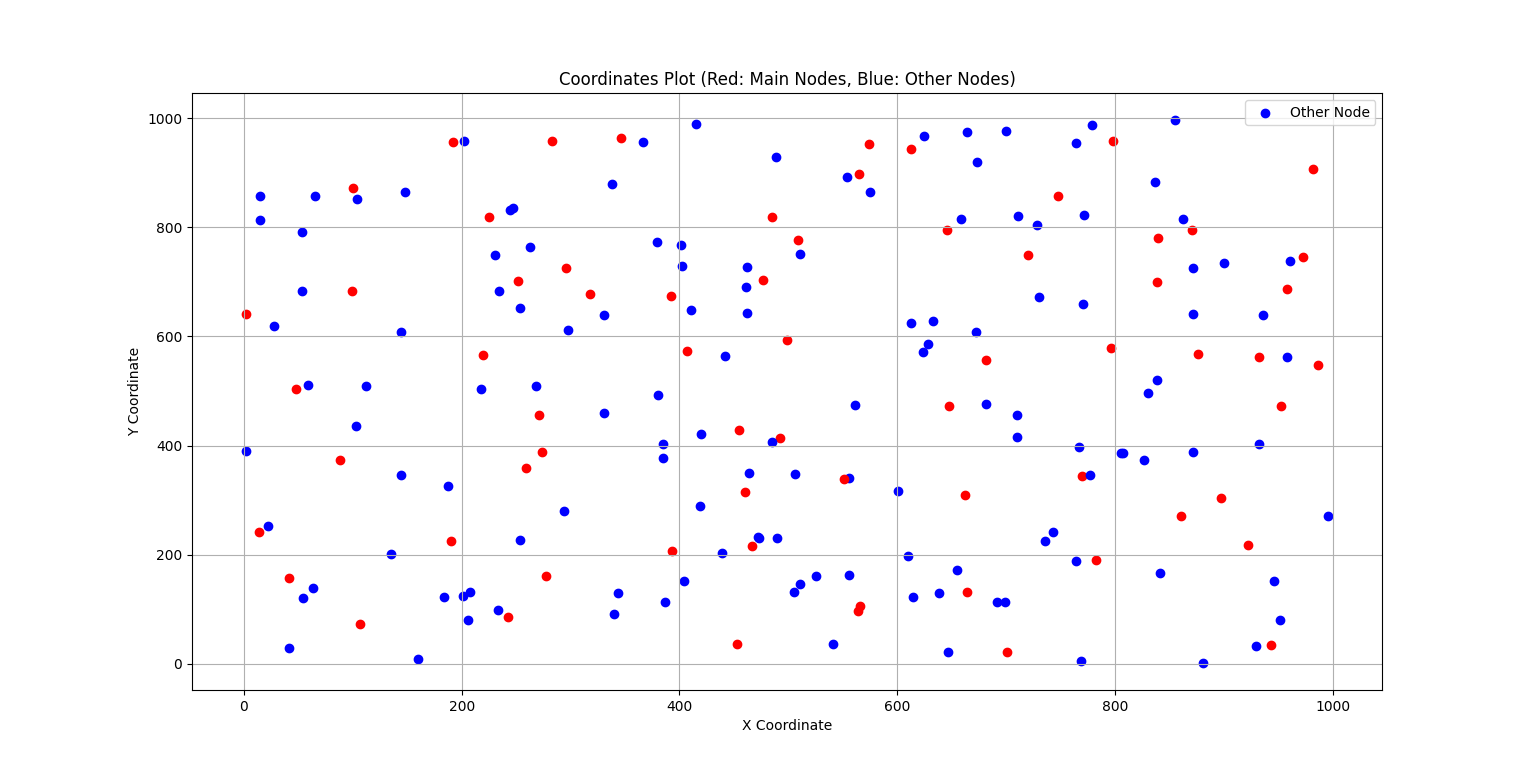 Coordinates Plot (Red: Main Nodes, Blue: Other Nodes)
Other Node
1000
800
600
400
200
0
Y Coordinate
0 200 400 600 800 1000
X Coordinate